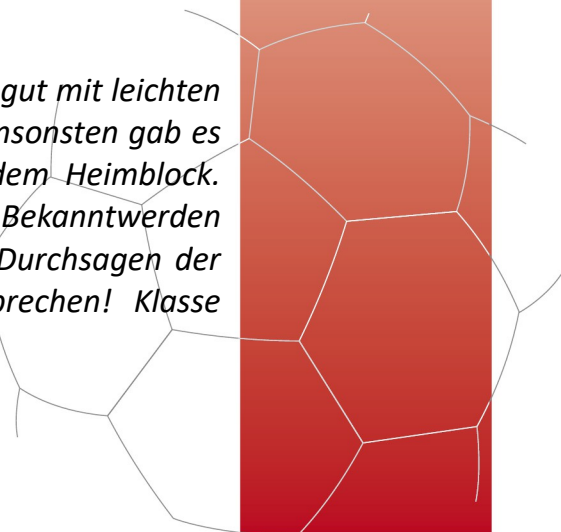 gut mit leichten
nsonsten gab es
dem Heimblock.
Bekanntwerden
Durchsagen der
prechen! Klasse